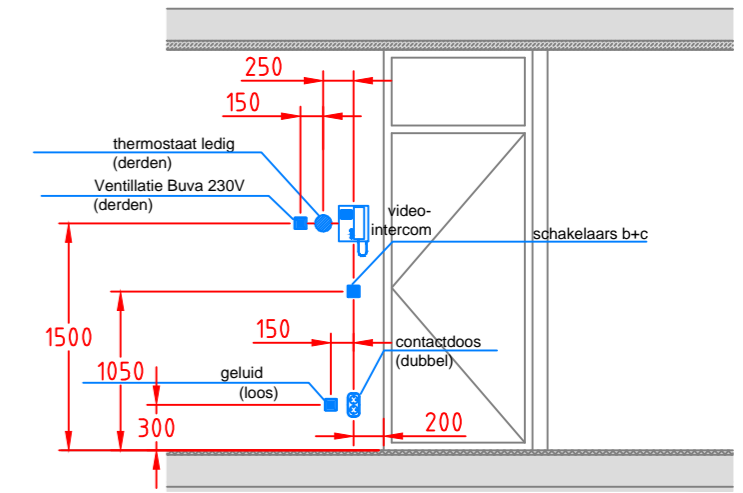 250
150
thermostaat ledig
(derden)
Ventillatie Buva 230V
(derden)
video-
intercom
schakelaars b+c
1500
1050
150
contactdoos
(dubbel)
geluid
(loos)
300
200